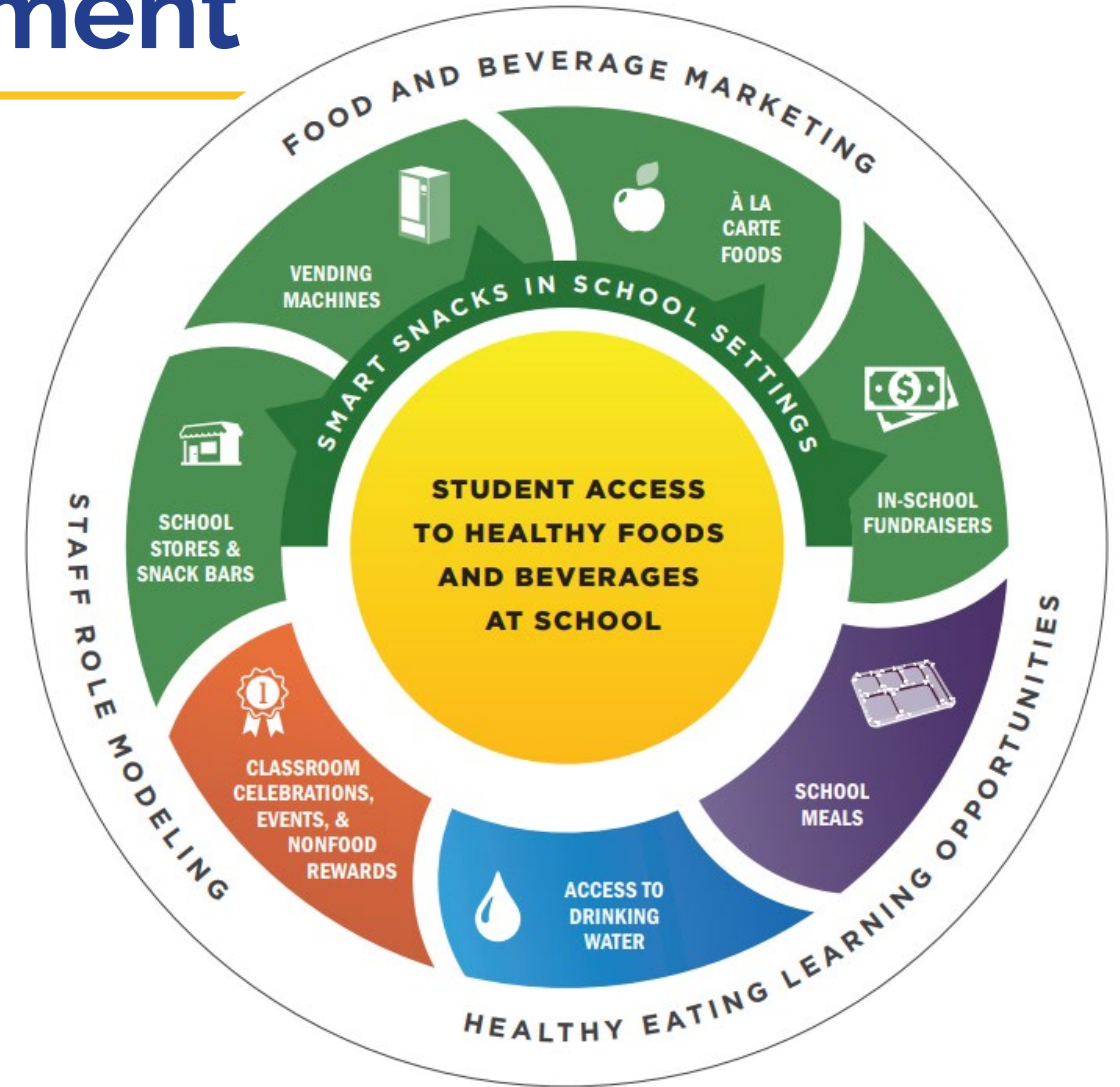 ment
FOOD AND BEVERAGE MARKETING
VENDING
MACHINES
À LA
CARTE
FOODS
SMART SNACKS IN SCHOOL SETTINGS
$
IN-SCHOOL
FUNDRAISERS
SCHOOL
STORES &
SNACK BARS
STUDENT ACCESS
TO HEALTHY FOODS
AND BEVERAGES
AT SCHOOL
1
CLASSROOM
CELEBRATIONS,
EVENTS, &
NONFOOD
REWARDS
ACCESS TO
DRINKING
WATER
SCHOOL
MEALS
STAFF ROLE MODELING
HEALTHY EATING LEARNING OPPORTUNITIES